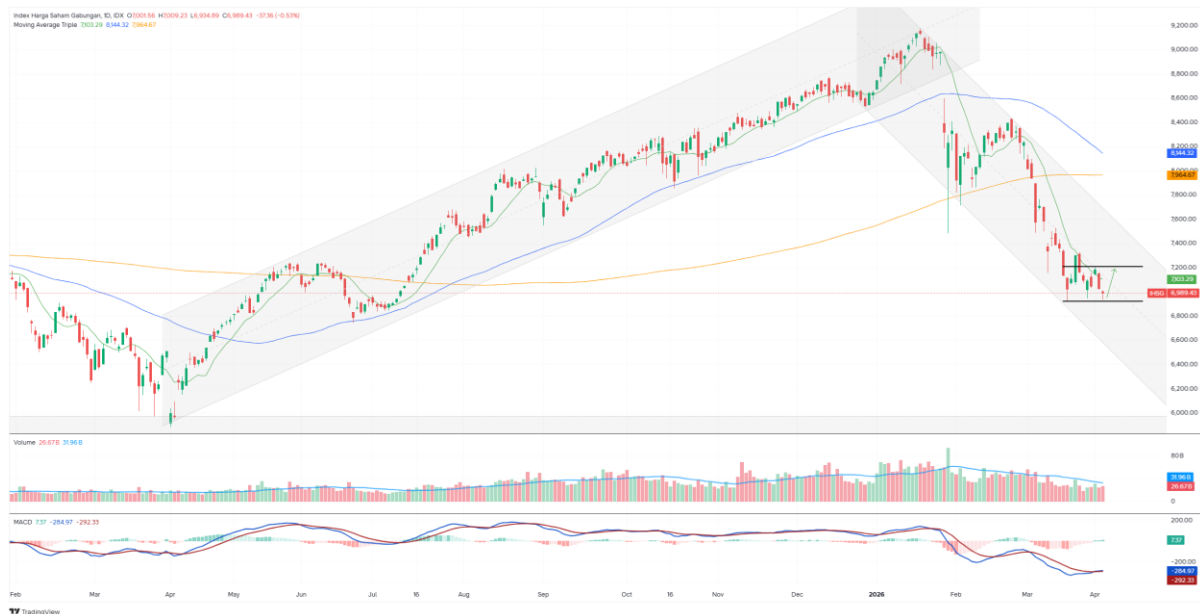 Index Harga Saham Gabungan, 1D, IDX O7,001.56 H7,009.23 L6,934.89 C6,989.43 -37.36 (-0.53%)
Moving Average Triple 7,103.29 8,144.32 7,964.67
9,200.00
9,000.00
8,800.00
8,600.00
8,400.00
8,200.00
8,144.32
8,000.00
7,964.67
7,800.00
7,600.00
7,400.00
7,200.00
7,103.29
IHSG 6,989.43
6,800.00
6,600.00
6,400.00
6,200.00
6,000.00
Volume 26.67B 31.96B
80B
31.96B
26.67B
0
MACD 7.37 -284.97 -292.33
200.00
7.37
-200.00
-284.97
-292.33
Feb Mar Apr May Jun Jul Aug Sep Oct 16 Nov Dec 2026 Feb Mar Apr
TradingView